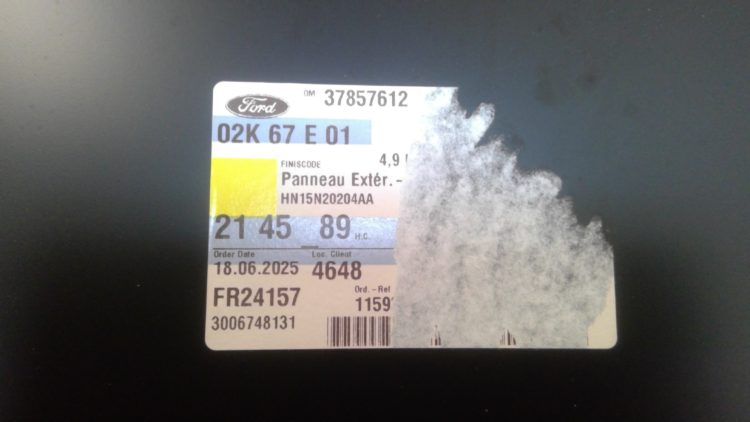 Ford
DM 37857612
02K 67 E 01
FINISCODE
4,9
Panneau Extér.-
HN15N20204AA
21 45 89 H.C.
Order Date
Loc. Client
18.06.2025
4648
FR24157
Ord.-Ref
3006748131